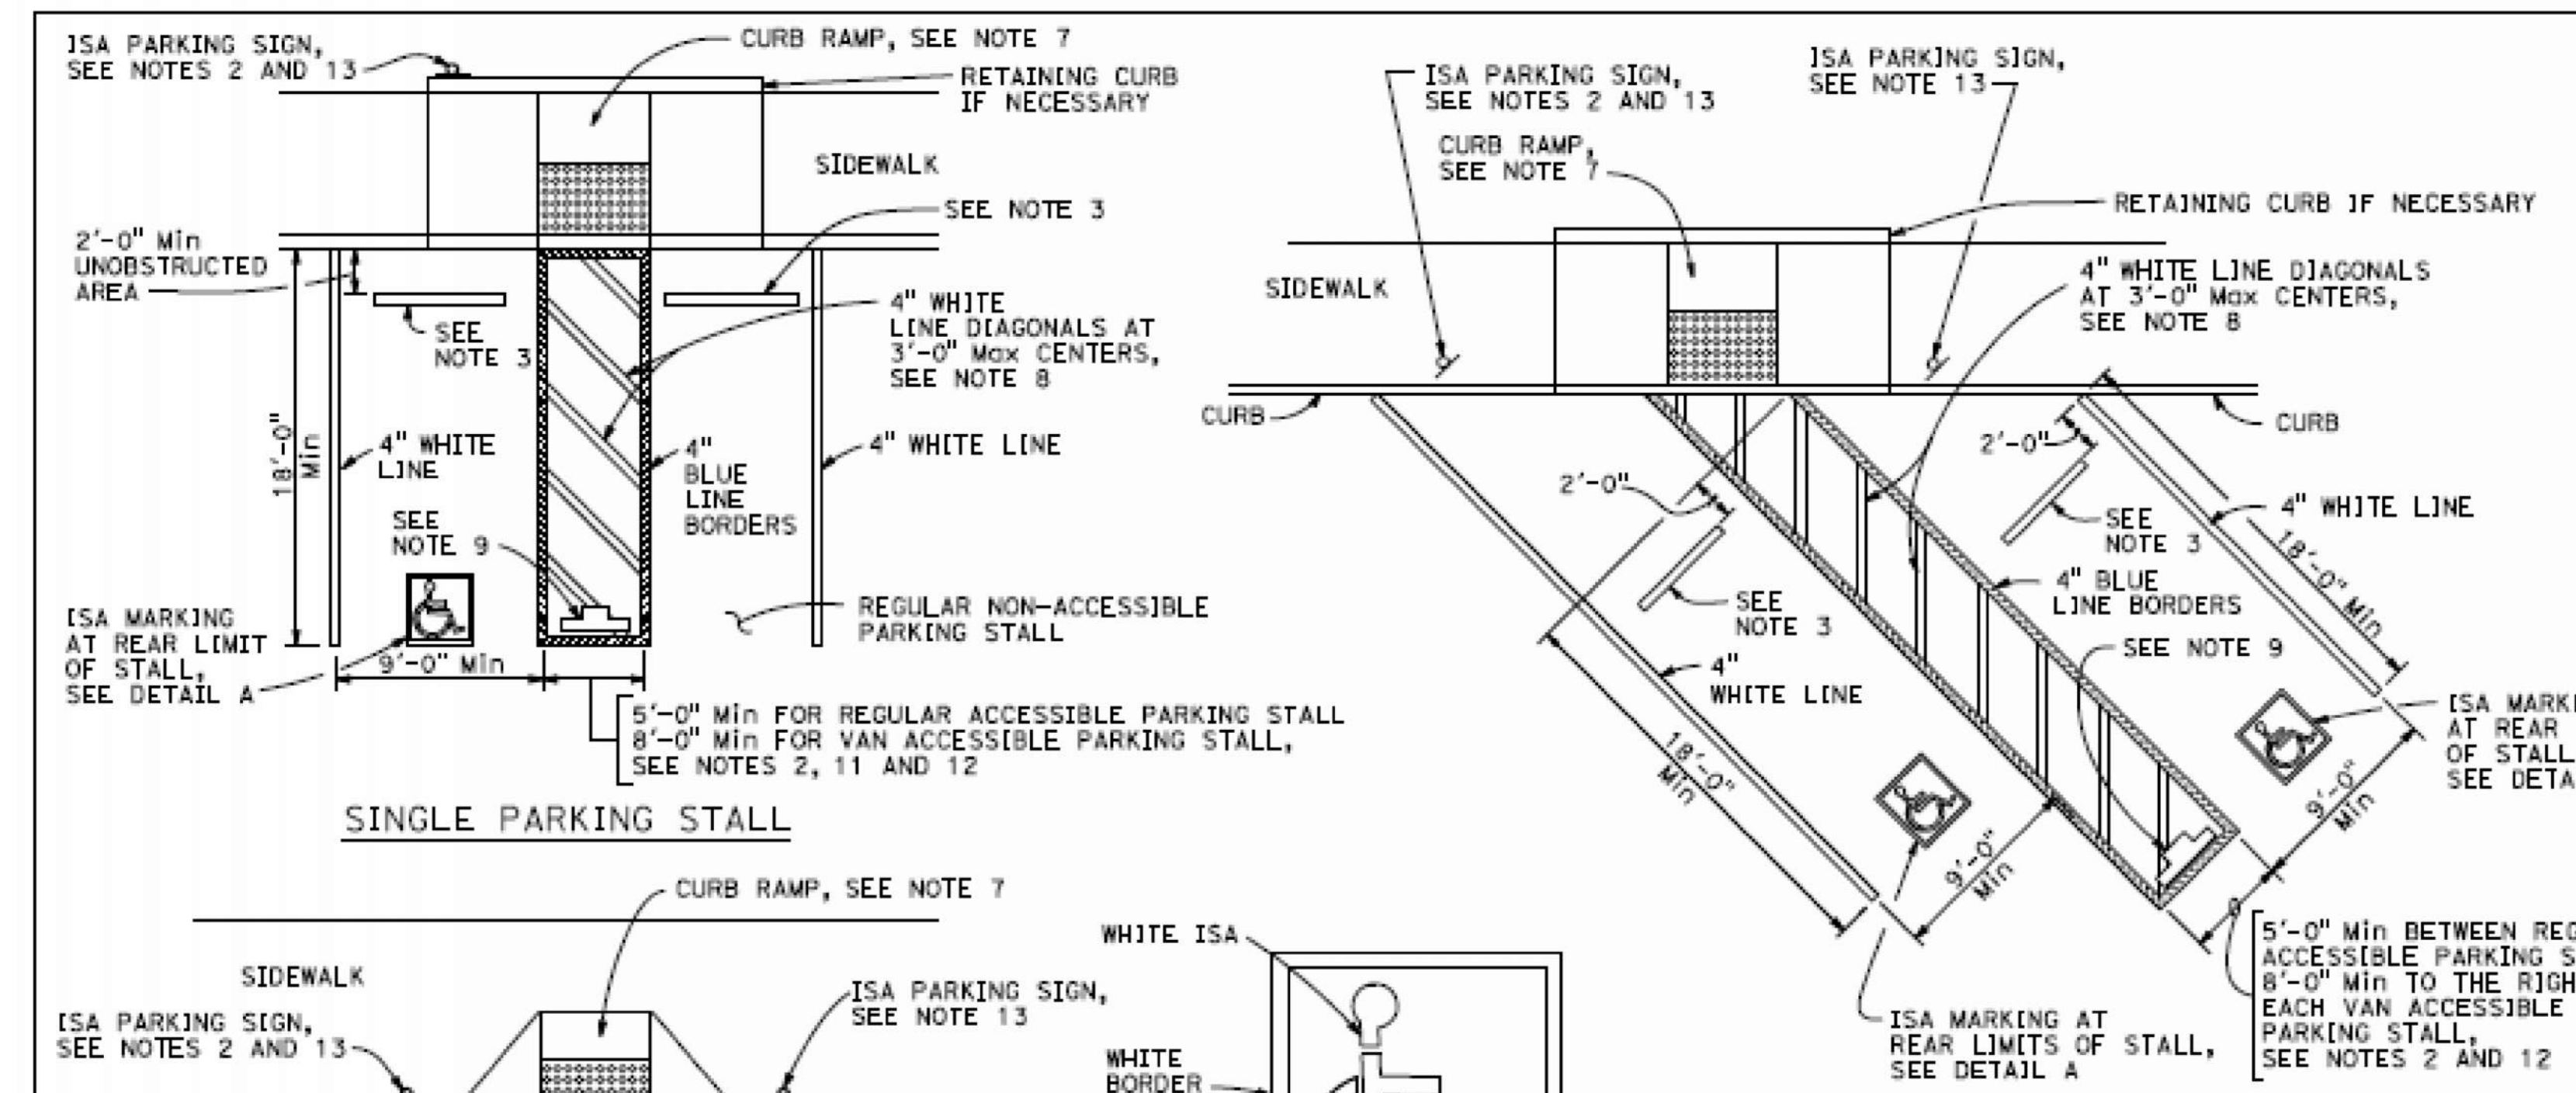 ISA PARKING SIGN,
SEE NOTES 2 AND 13
CURB RAMP, SEE NOTE 7
RETAINING CURB
IF NECESSARY
SIDEWALK
SEE NOTE 3
2'-0" Min
UNOBSTRUCTED
AREA
SEE
NOTE 3
4" WHITE
LINE DIAGONALS AT
3'-0" Max CENTERS,
SEE NOTE 8
18'-0"
Min
4" WHITE
LINE
4"
BLUE
LINE
BORDERS
4" WHITE LINE
SEE
NOTE 9
ISA MARKING
AT REAR LIMIT
OF STALL,
SEE DETAIL A
9'-0" Min
REGULAR NON-ACCESSIBLE
PARKING STALL
5'-0" Min FOR REGULAR ACCESSIBLE PARKING STALL
8'-0" Min FOR VAN ACCESSIBLE PARKING STALL,
SEE NOTES 2, 11 AND 12
SINGLE PARKING STALL
ISA PARKING SIGN,
SEE NOTES 2 AND 13
ISA PARKING SIGN,
SEE NOTE 13
CURB RAMP,
SEE NOTE 7
RETAINING CURB IF NECESSARY
SIDEWALK
4" WHITE LINE DIAGONALS
AT 3'-0" Max CENTERS,
SEE NOTE 8
CURB
CURB
2'-0"
2'-0"
SEE
NOTE 3
4" WHITE LINE
18'-0" Min
4" BLUE
LINE BORDERS
SEE
NOTE 3
SEE NOTE 9
4"
WHITE LINE
18'-0"
Min
9'-0"
Min
9'-0"
Min
ISA MARKI
AT REAR
OF STALL
SEE DETA
ISA MARKING AT
REAR LIMITS OF STALL,
SEE DETAIL A
5'-0" Min BETWEEN REG
ACCESSIBLE PARKING S
8'-0" Min TO THE RIGH
EACH VAN ACCESSIBLE
PARKING STALL,
SEE NOTES 2 AND 12
CURB RAMP, SEE NOTE 7
SIDEWALK
ISA PARKING SIGN,
SEE NOTES 2 AND 13
ISA PARKING SIGN,
SEE NOTE 13
WHITE ISA
WHITE
BORDER